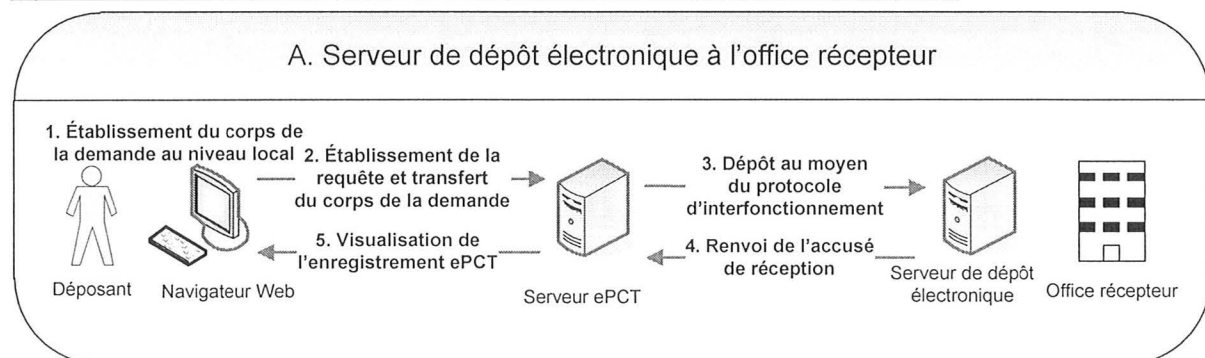 A. Serveur de dépôt électronique à l'office récepteur
1. Établissement du corps de
la demande au niveau local
2. Établissement de la
requête et transfert
du corps de la demande
3. Dépôt au moyen
du protocole
d'interfonctionnement
5. Visualisation de
l'enregistrement ePCT
4. Renvoi de l'accusé
de réception
Déposant
Navigateur Web
Serveur ePCT
Serveur de dépôt
électronique
Office récepteur